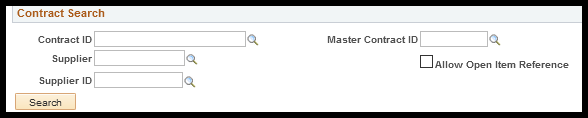 Contract Search
Contract ID Master Contract ID
Supplier
Allow Open Item Reference
Supplier ID
Search